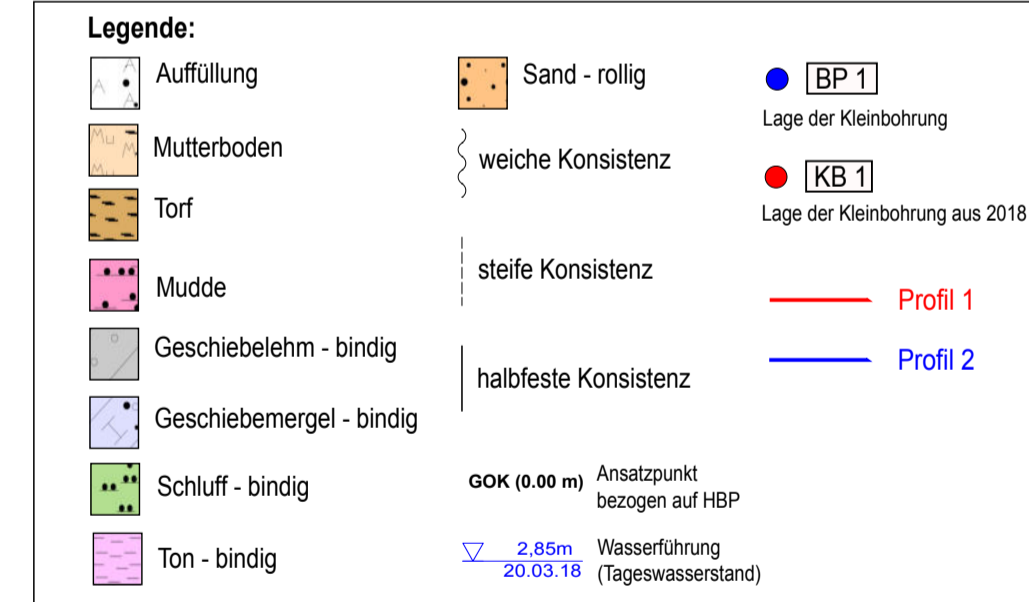 Legende:
Auffüllung
Mutterboden
Torf
Mudde
Geschiebelehm - bindig
Geschiebemergel - bindig
Schluff - bindig
Ton - bindig
Sand - rollig
weiche Konsistenz
steife Konsistenz
halbfeste Konsistenz
GOK (0.00 m) Ansatzpunkt
bezogen auf HBP
2,85m Wasserführung
20.03.18 (Tageswasserstand)
BP 1
Lage der Kleinbohrung
KB 1
Lage der Kleinbohrung aus 2018
Profil 1
Profil 2